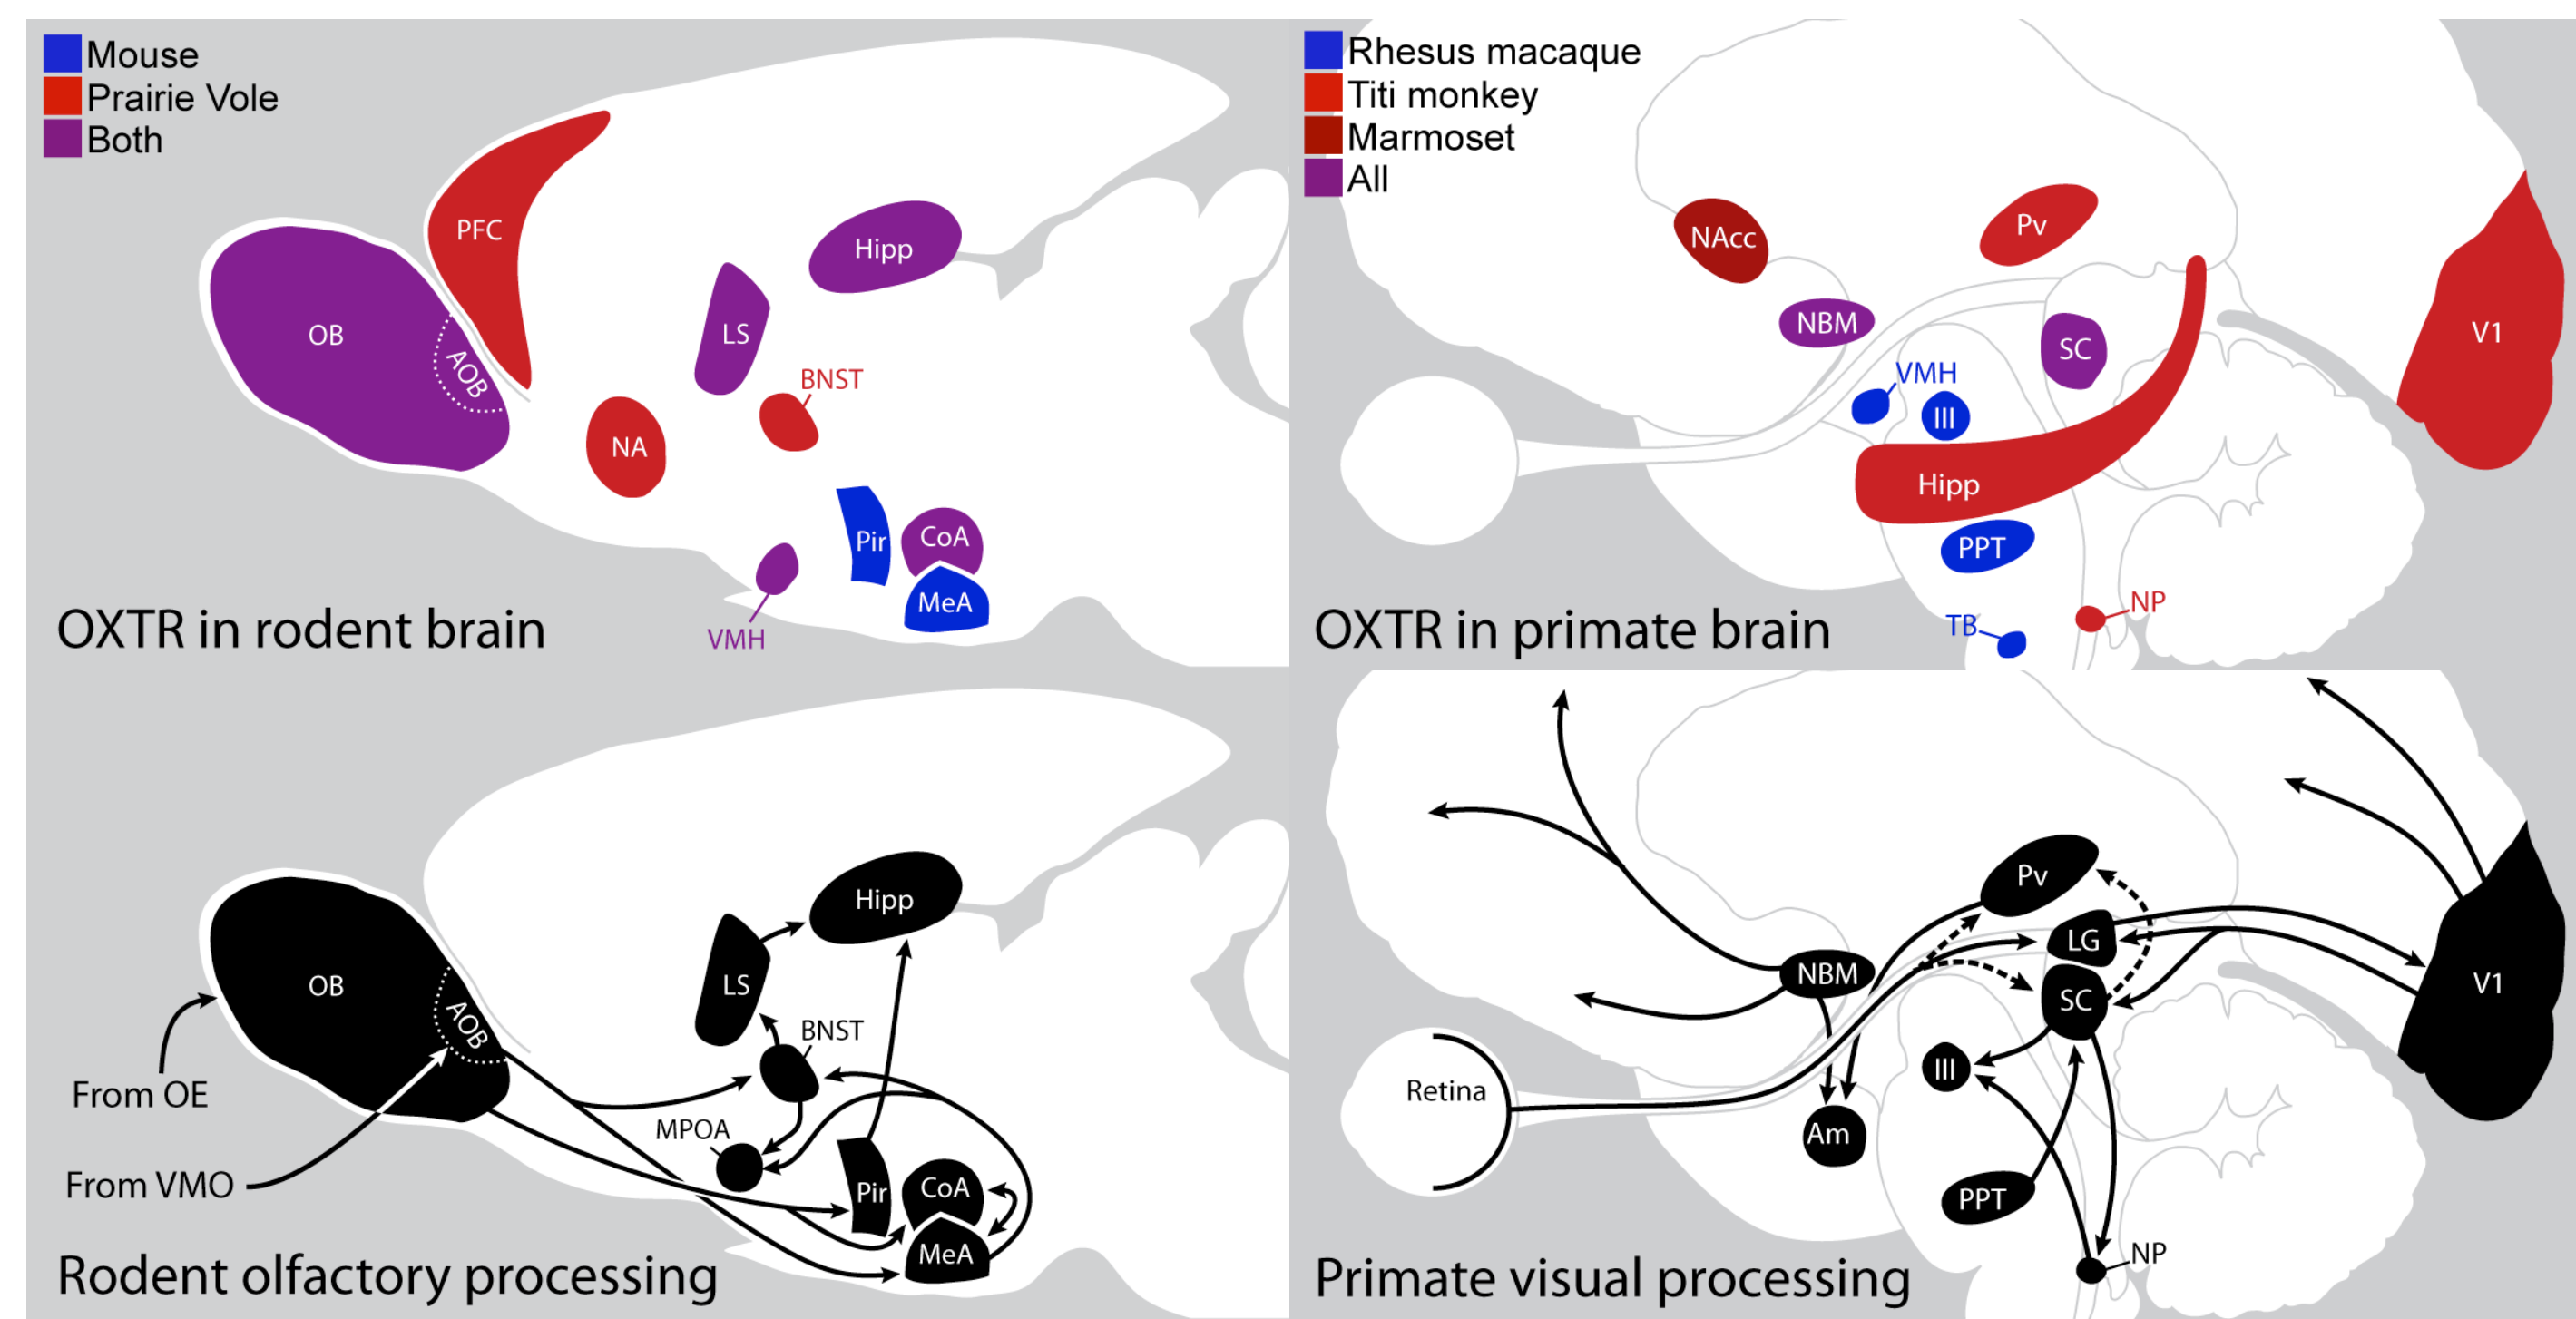 Mouse
Prairie Vole
Both
PFC
Hipp
OB
AOB
LS
BNST
NA
Pir
CoA
MeA
VMH
OXTR in rodent brain
Rhesus macaque
Titi monkey
Marmoset
All
NAcc
Pv
NBM
SC
V1
VMH
III
Hipp
PPT
TB
NP
OXTR in primate brain
Hipp
OB
AOB
LS
BNST
From OE
MPOA
From VMO
Pir
CoA
MeA
Rodent olfactory processing
Pv
LG
NBM
SC
V1
III
Retina
Am
PPT
NP
Primate visual processing